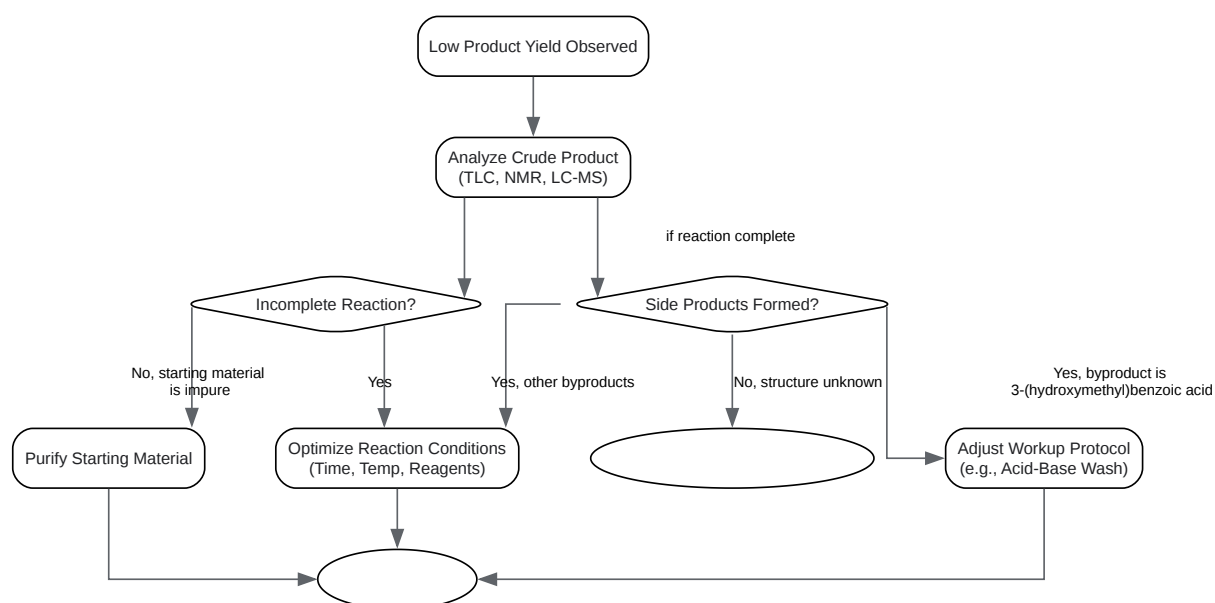 Low Product Yield Observed
Analyze Crude Product
(TLC, NMR, LC-MS)
if reaction complete
Incomplete Reaction?
Side Products Formed?
No, starting material
is impure
Yes
Yes, other byproducts
No, structure unknown
Yes, byproduct is
3-(hydroxymethyl)benzoic acid
Purify Starting Material
Optimize Reaction Conditions
(Time, Temp, Reagents)
Adjust Workup Protocol
(e.g., Acid-Base Wash)